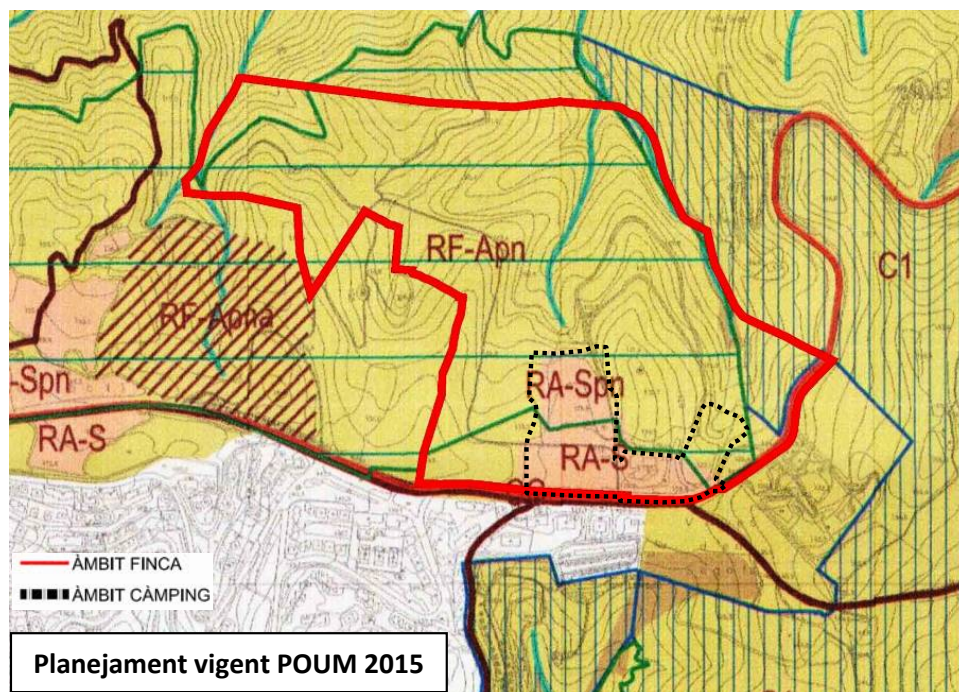 RF-Apn
C1
RF-Apna
-Spn
RA-Spn
RA-S
RA-S
ÀMBIT FINCA
ÀMBIT CÀMPING
Planejament vigent POUM 2015